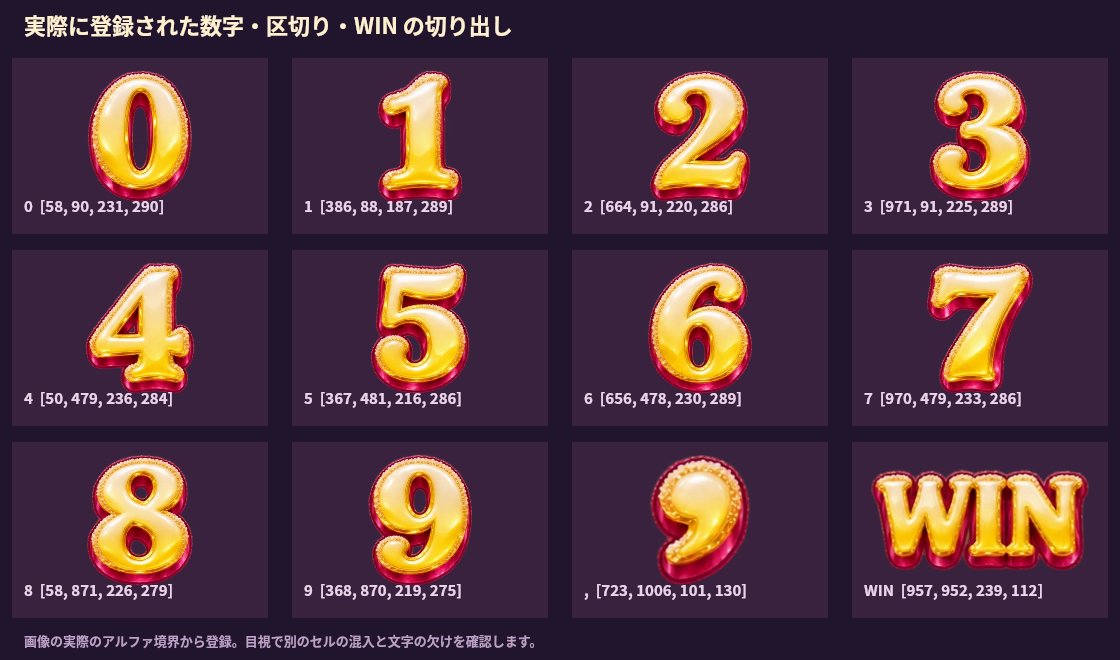 実際に登録された数字・区切り・WIN の切り出し
0
1
2
3
0 [58, 90, 231, 290]
1 [386, 88, 187, 289]
2 [664, 91, 220, 286]
3 [971, 91, 225, 289]
4
5
6
7
4 [50, 479, 236, 284]
5 [367, 481, 216, 286]
6 [656, 478, 230, 289]
7 [970, 479, 233, 286]
8
9
,
WIN
8 [58, 871, 226, 279]
9 [368, 870, 219, 275]
, [723, 1006, 101, 130]
WIN [957, 952, 239, 112]
画像の実際のアルファ境界から登録。目視で別のセルの混入と文字の欠けを確認します。